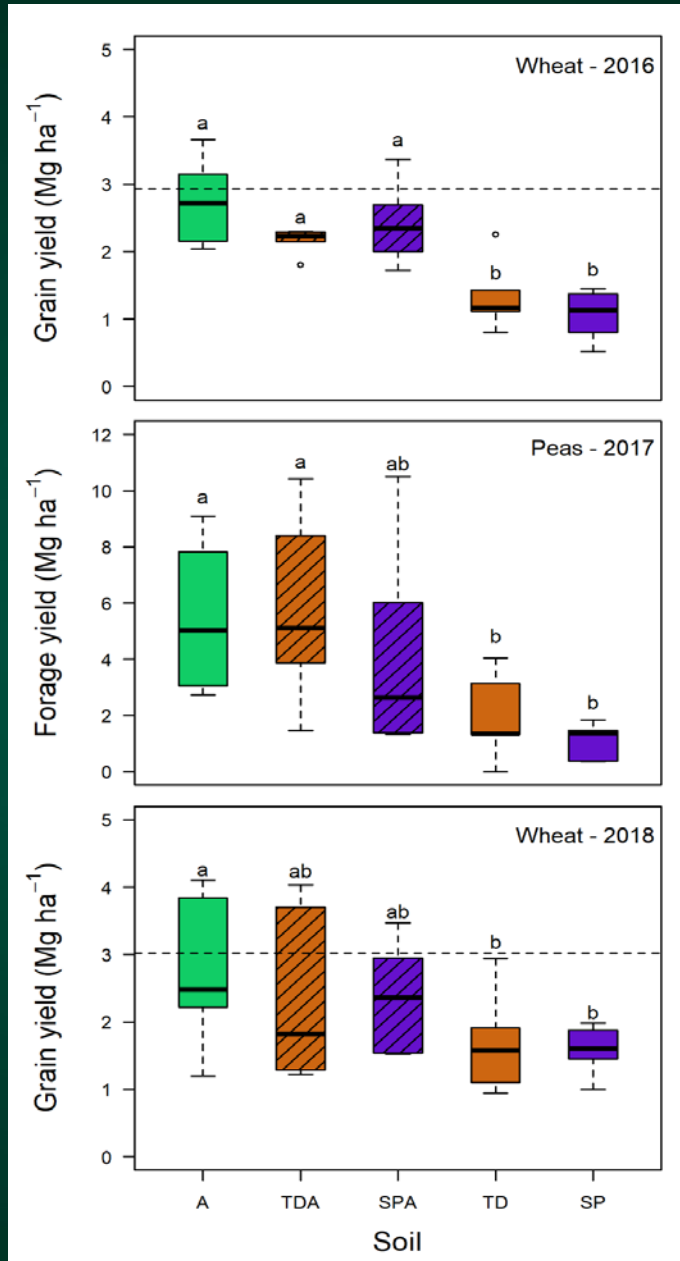 Wheat - 2016
Grain yield (Mg ha⁻¹)
5
4
3
2
1
0
a
a
a
b
b
Peas - 2017
Forage yield (Mg ha⁻¹)
12
10
8
6
4
2
0
a
a
ab
b
b
Wheat - 2018
Grain yield (Mg ha⁻¹)
5
4
3
2
1
0
a
ab
ab
b
b
A TDA SPA TD SP
Soil